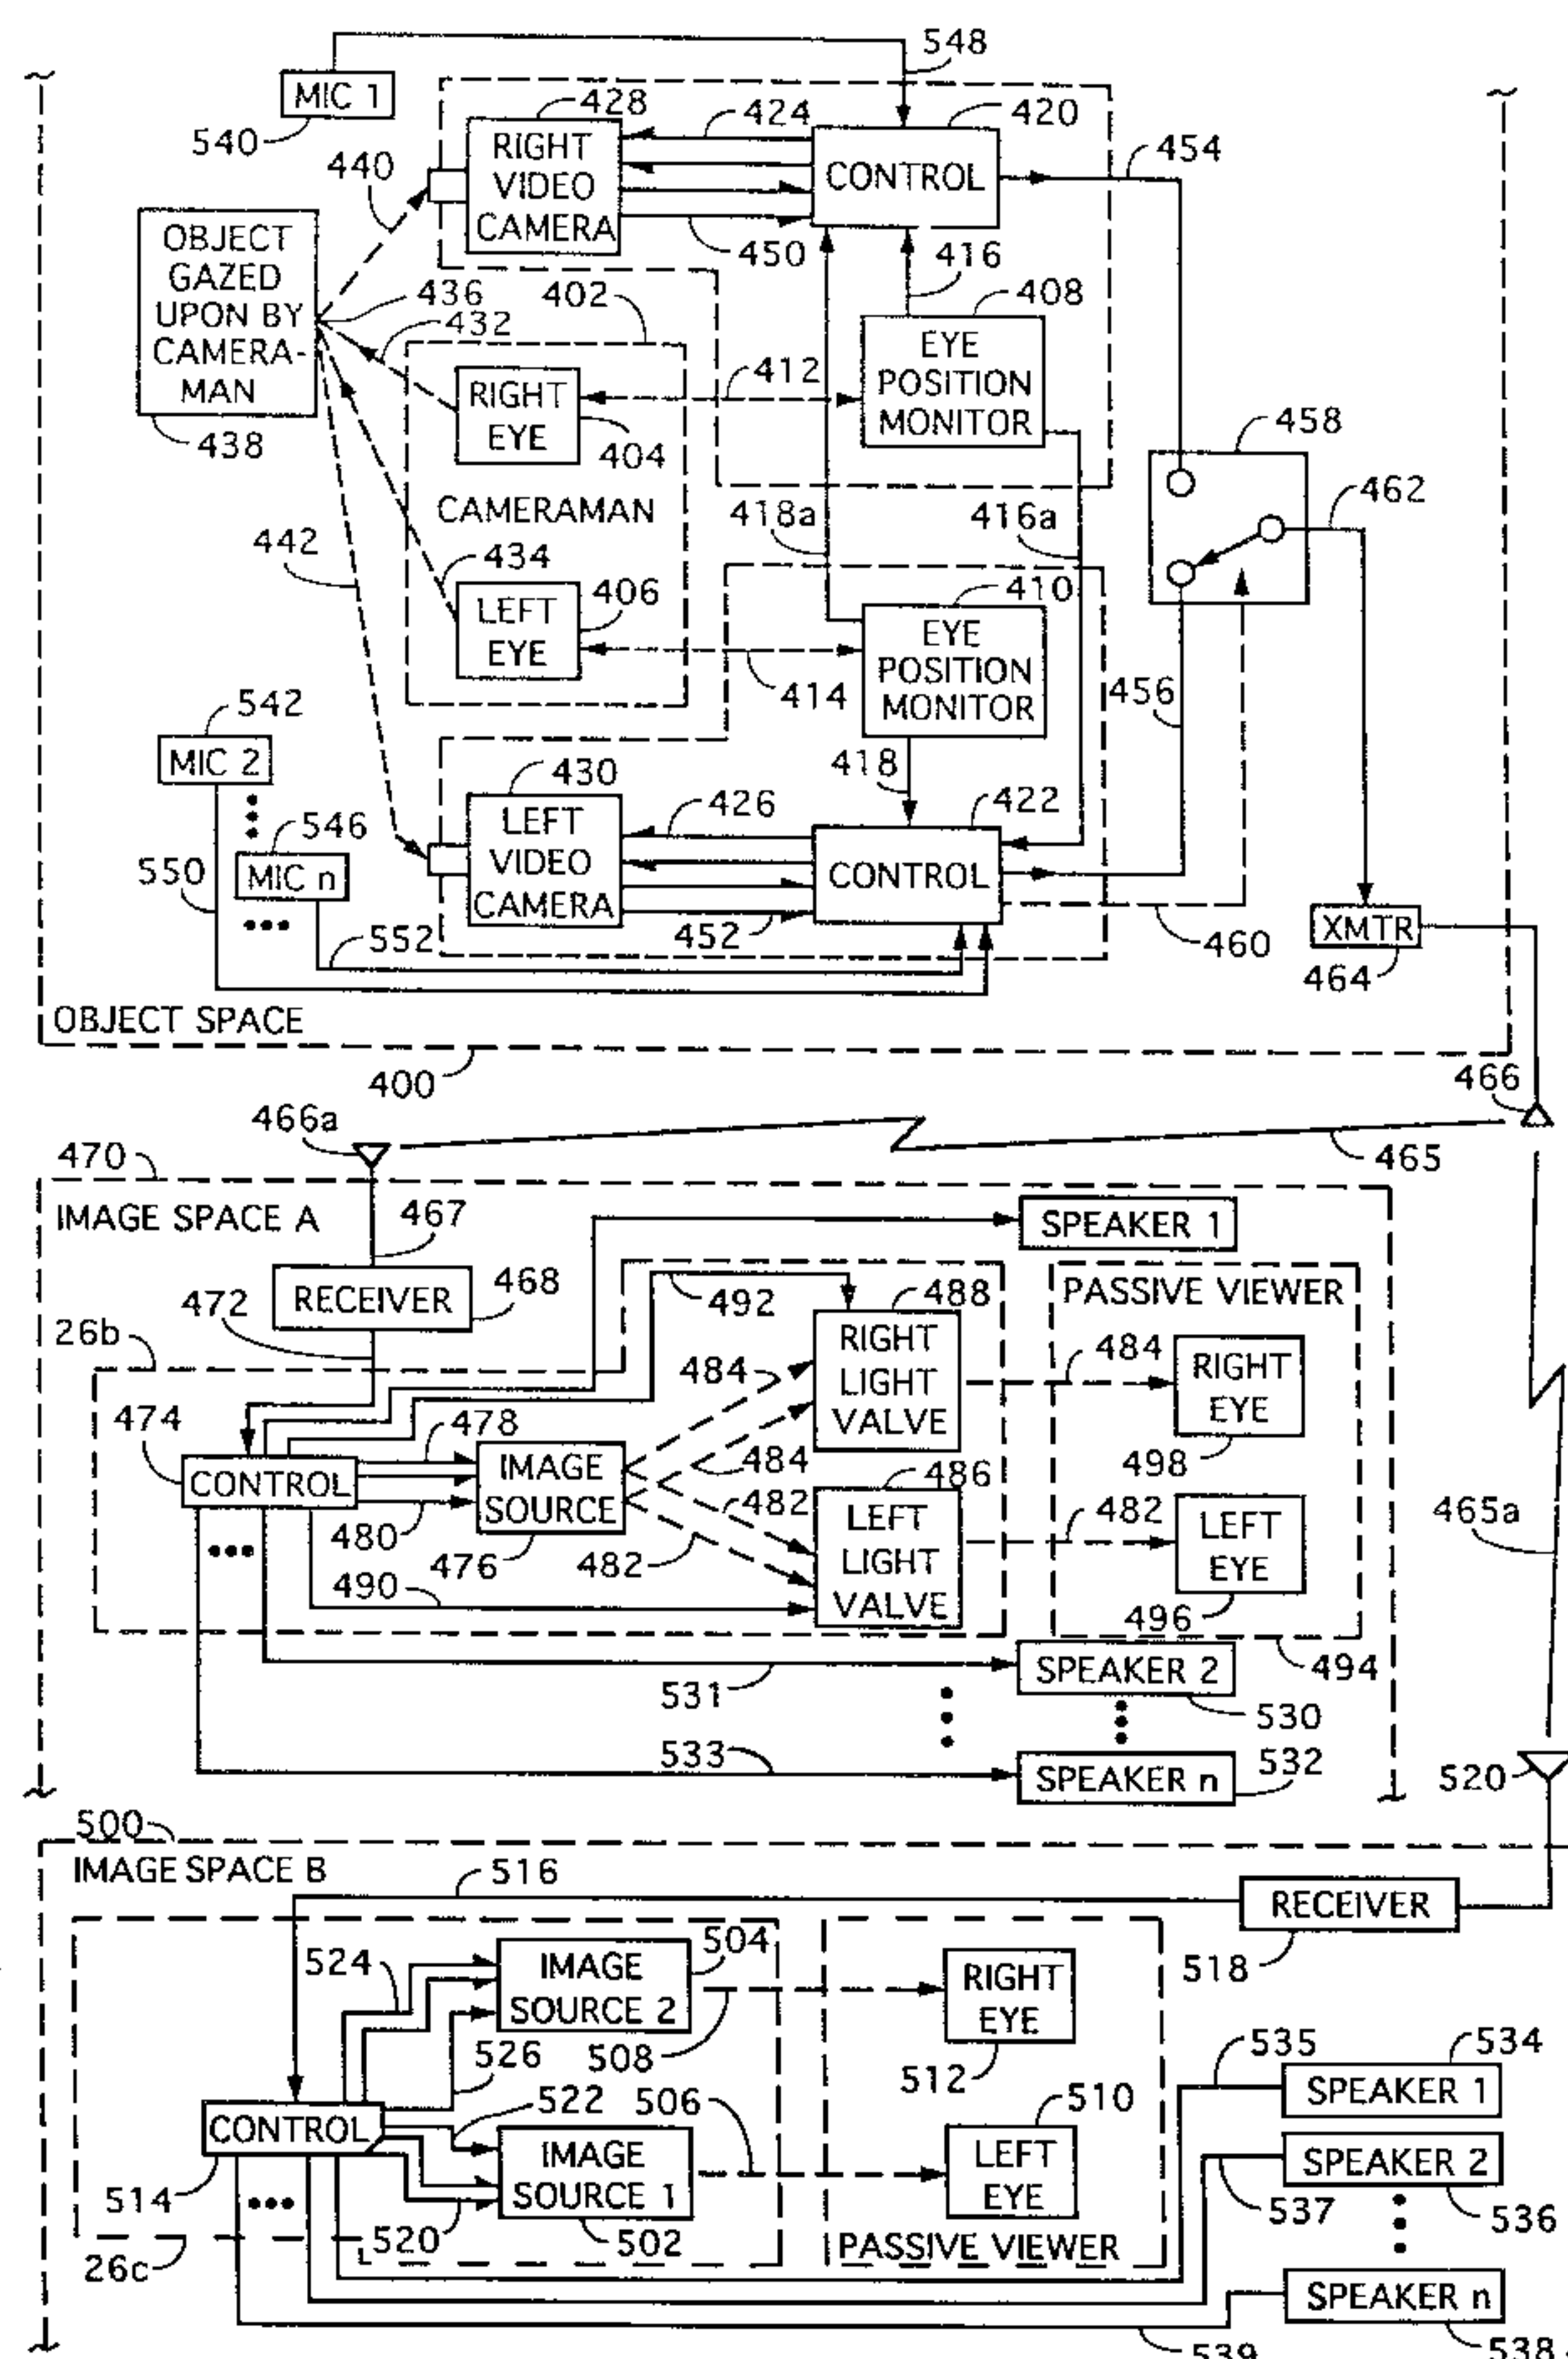 548
MIC 1
540
428
424
420
RIGHT
VIDEO
CAMERA
CONTROL
454
440
450
416
OBJECT
GAZED
UPON BY
CAMERA-
MAN
438
436
432
402
408
EYE
POSITION
MONITOR
412
RIGHT
EYE
404
458
CAMERAMAN
418a
416a
462
442
434
LEFT
EYE
406
410
EYE
POSITION
MONITOR
414
456
542
MIC 2
418
430
426
422
546
LEFT
VIDEO
CAMERA
CONTROL
550
MIC n
552
452
460
XMTR
464
OBJECT SPACE
400
466
466a
465
470
IMAGE SPACE A
467
SPEAKER 1
RECEIVER
468
472
492
488
PASSIVE VIEWER
26b
RIGHT
LIGHT
VALVE
484
484
RIGHT
EYE
498
474
478
CONTROL
IMAGE
SOURCE
484
486
480
476
482
482
LEFT
LIGHT
VALVE
482
LEFT
EYE
496
465a
490
494
531
SPEAKER 2
530
533
SPEAKER n
532
520
500
IMAGE SPACE B
516
RECEIVER
518
524
IMAGE
SOURCE 2
504
508
RIGHT
EYE
512
526
522
506
510
535
534
SPEAKER 1
CONTROL
514
IMAGE
SOURCE 1
LEFT
EYE
SPEAKER 2
537
536
520
502
PASSIVE VIEWER
26c
SPEAKER n
539
538